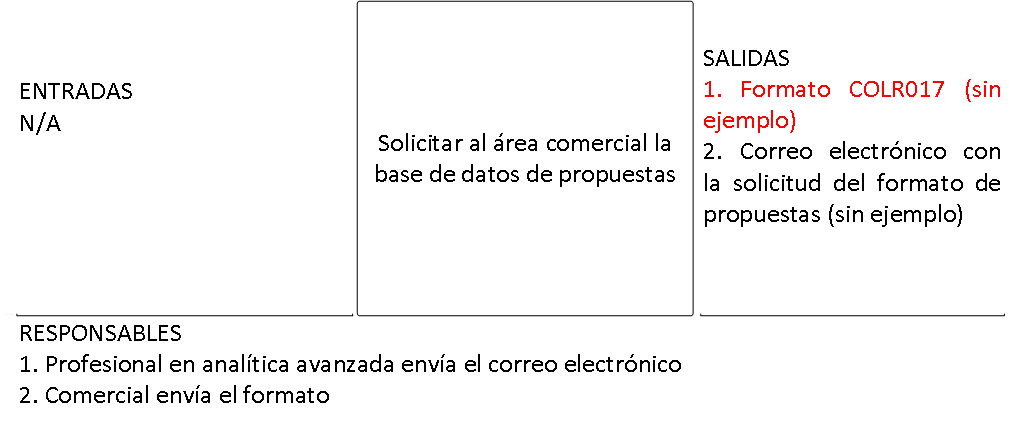 ENTRADAS
N/A
Solicitar al área comercial la
base de datos de propuestas
SALIDAS
1. Formato COLR017 (sin
ejemplo)
2. Correo electrónico con
la solicitud del formato de
propuestas (sin ejemplo)
RESPONSABLES
1. Profesional en analítica avanzada envía el correo electrónico
2. Comercial envía el formato